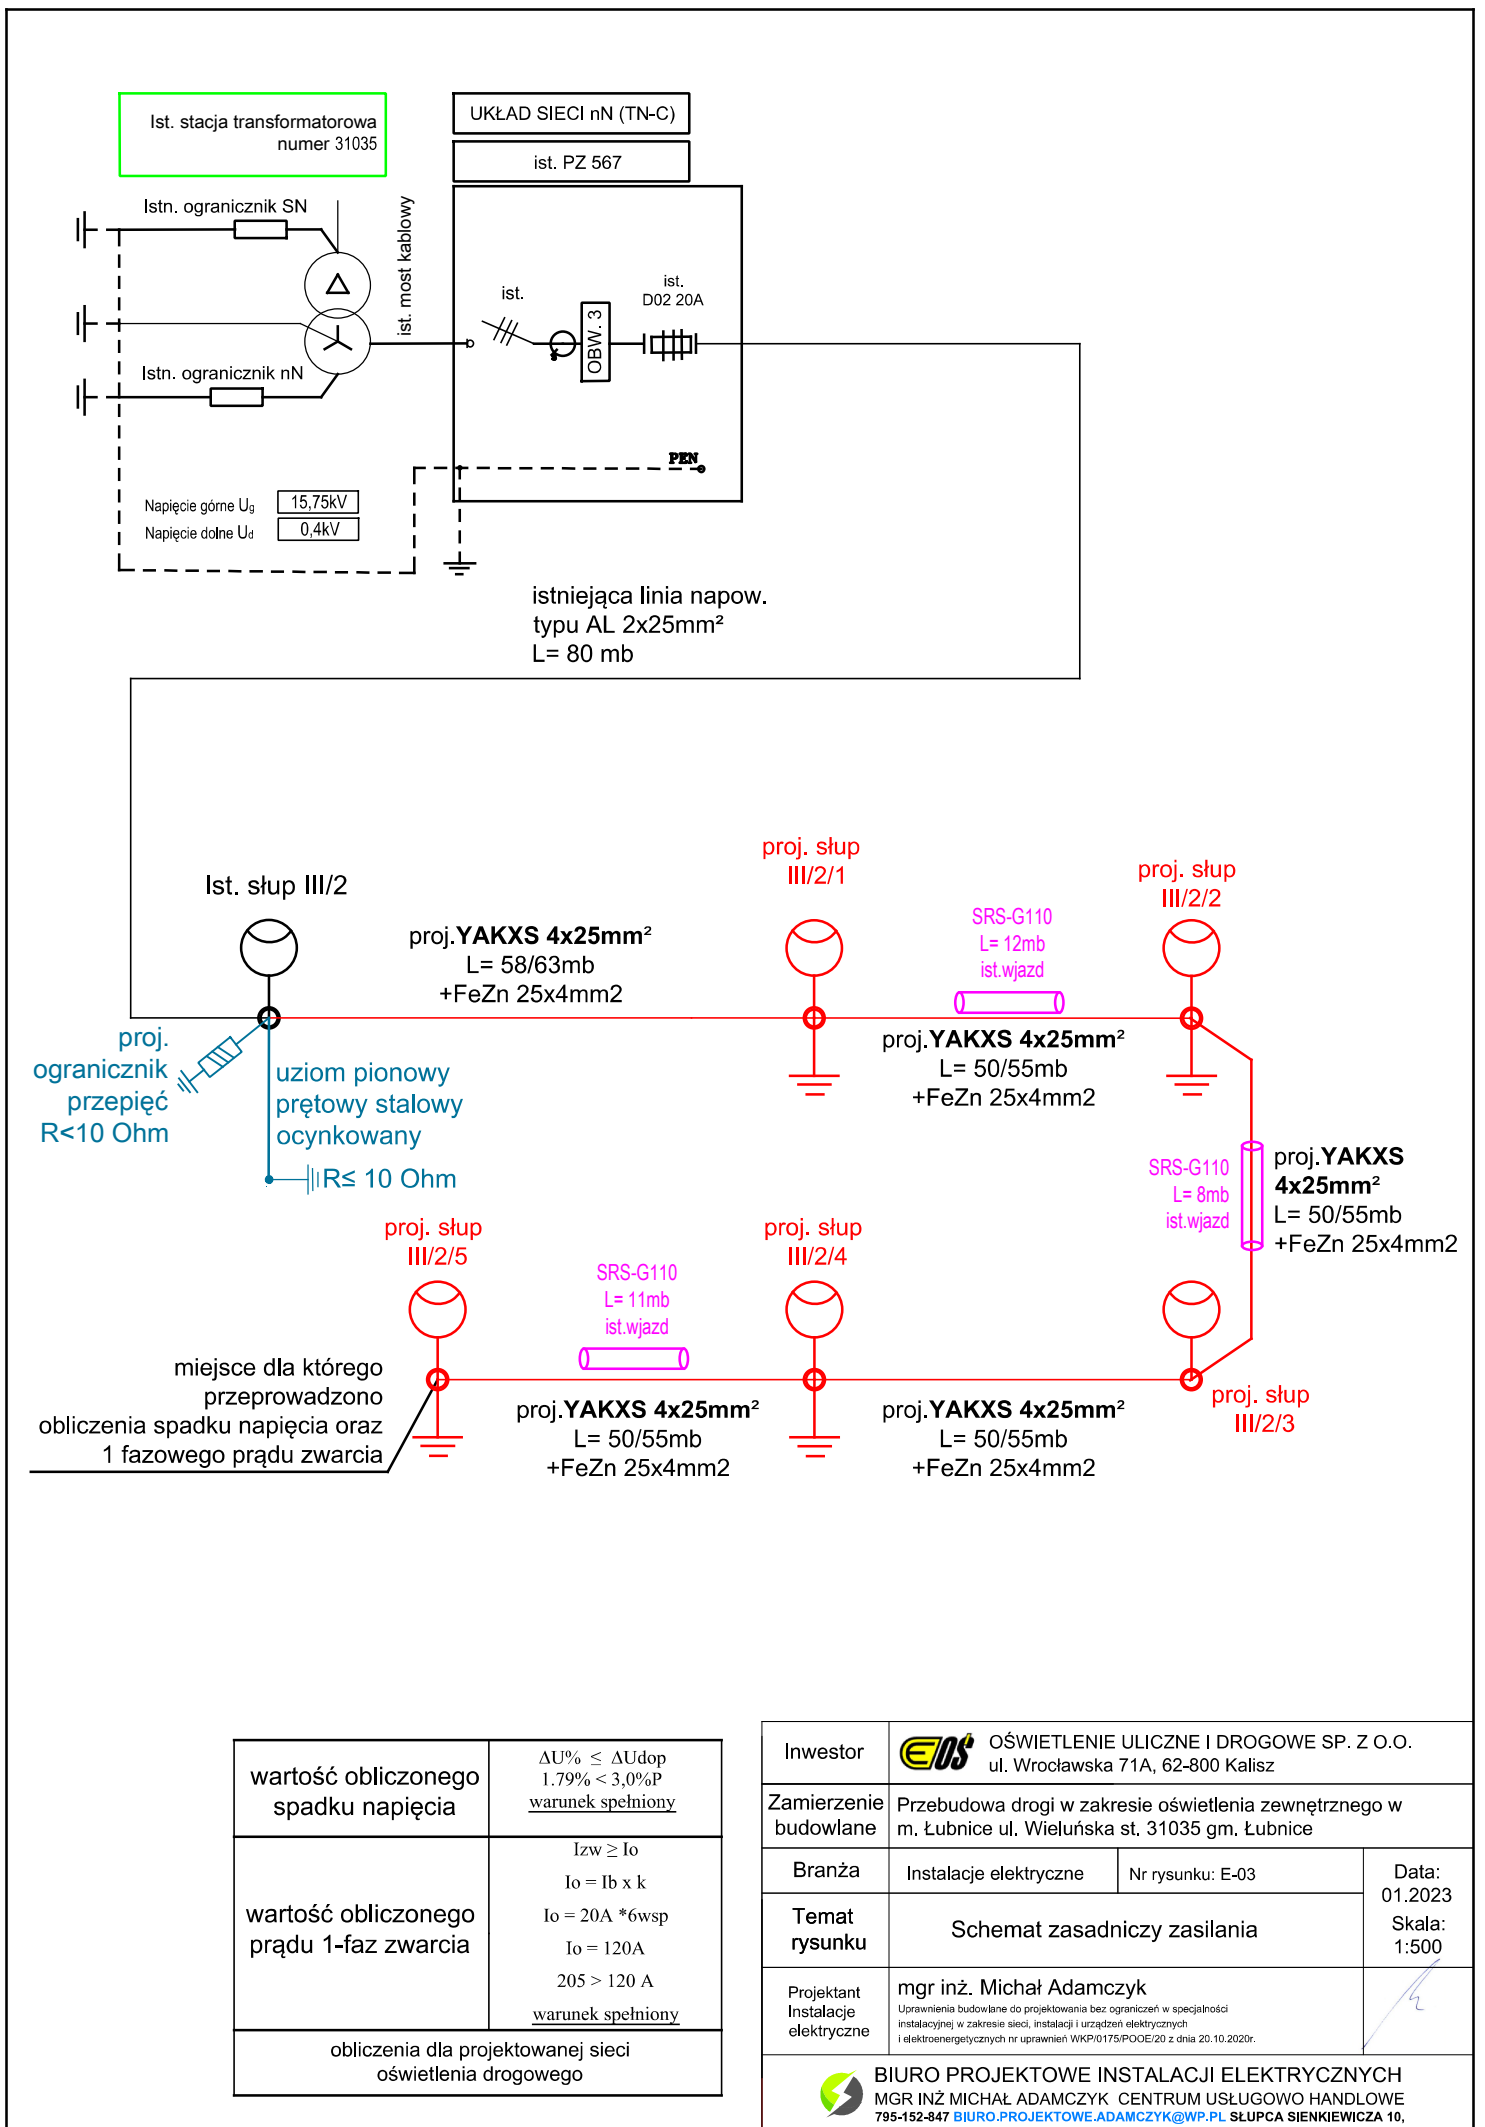 Ist. stacja transformatorowa
numer 31035
UKŁAD SIECI nN (TN-C)
ist. PZ 567
Istn. ogranicznik SN
ist. most kablowy
ist.
OBW. 3
ist.
D02 20A
Istn. ogranicznik nN
PEN
Napięcie górne Ug
15,75kV
Napięcie dolne Ud
0,4kV
istniejąca linia napow.
typu AL 2x25mm²
L= 80 mb
Ist. słup III/2
proj.YAKXS 4x25mm²
L= 58/63mb
+FeZn 25x4mm2
proj. słup
III/2/1
SRS-G110
L= 12mb
ist.wjazd
proj. słup
III/2/2
proj.YAKXS 4x25mm²
L= 50/55mb
+FeZn 25x4mm2
proj.
ogranicznik
przepięć
R<10 Ohm
uziom pionowy
prętowy stalowy
ocynkowany
R≤ 10 Ohm
SRS-G110
L= 8mb
ist.wjazd
proj.YAKXS
4x25mm²
L= 50/55mb
+FeZn 25x4mm2
proj. słup
III/2/5
SRS-G110
L= 11mb
ist.wjazd
proj. słup
III/2/4
proj. słup
III/2/3
miejsce dla którego
przeprowadzono
obliczenia spadku napięcia oraz
1 fazowego prądu zwarcia
proj.YAKXS 4x25mm²
L= 50/55mb
+FeZn 25x4mm2
proj.YAKXS 4x25mm²
L= 50/55mb
+FeZn 25x4mm2
wartość obliczonego
spadku napięcia
ΔU% ≤ ΔUdop
1.79% < 3,0%P
warunek spełniony
wartość obliczonego
prądu 1-faz zwarcia
Izw ≥ Io
Io = Ib x k
Io = 20A *6wsp
Io = 120A
205 > 120 A
warunek spełniony
obliczenia dla projektowanej sieci
oświetlenia drogowego
Inwestor
EOŚ
OŚWIETLENIE ULICZNE I DROGOWE SP. Z O.O.
ul. Wrocławska 71A, 62-800 Kalisz
Zamierzenie
budowlane
Przebudowa drogi w zakresie oświetlenia zewnętrznego w
m. Łubnice ul. Wieluńska st. 31035 gm. Łubnice
Branża
Instalacje elektryczne
Nr rysunku: E-03
Data:
01.2023
Skala:
1:500
Temat
rysunku
Schemat zasadniczy zasilania
Projektant
Instalacje
elektryczne
mgr inż. Michał Adamczyk
Uprawnienia budowlane do projektowania bez ograniczeń w specjalności
instalacyjnej w zakresie sieci, instalacji i urządzeń elektrycznych
i elektroenergetycznych nr uprawnień WKP/0175/POOE/20 z dnia 20.10.2020r.
BIURO PROJEKTOWE INSTALACJI ELEKTRYCZNYCH
MGR INŻ MICHAŁ ADAMCZYK CENTRUM USŁUGOWO HANDLOWE
795-152-847 BIURO.PROJEKTOWE.ADAMCZYK@WP.PL SŁUPCA SIENKIEWICZA 10,